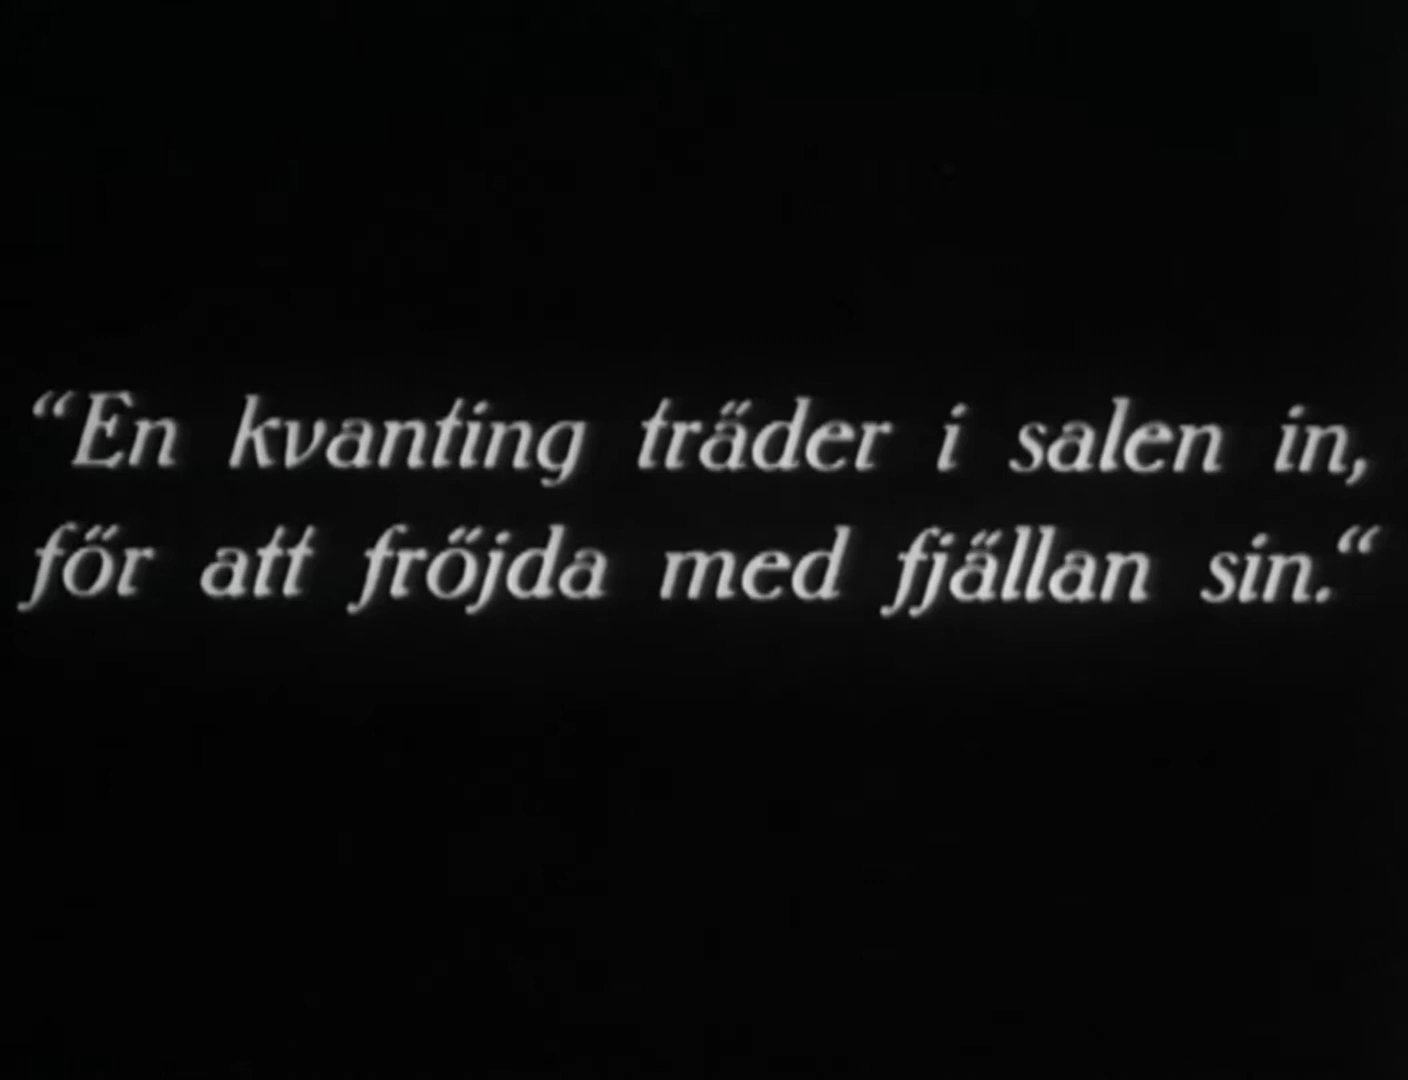 “En kvanting träder i salen in,
för att fröjda med fjällan sin.“